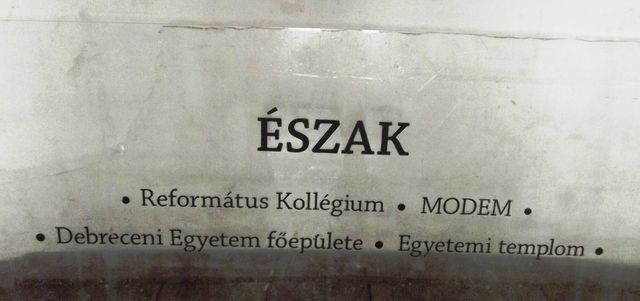 ÉSZAK
• Református Kollégium • MODEM •
• Debreceni Egyetem főépülete • Egyetemi templom •